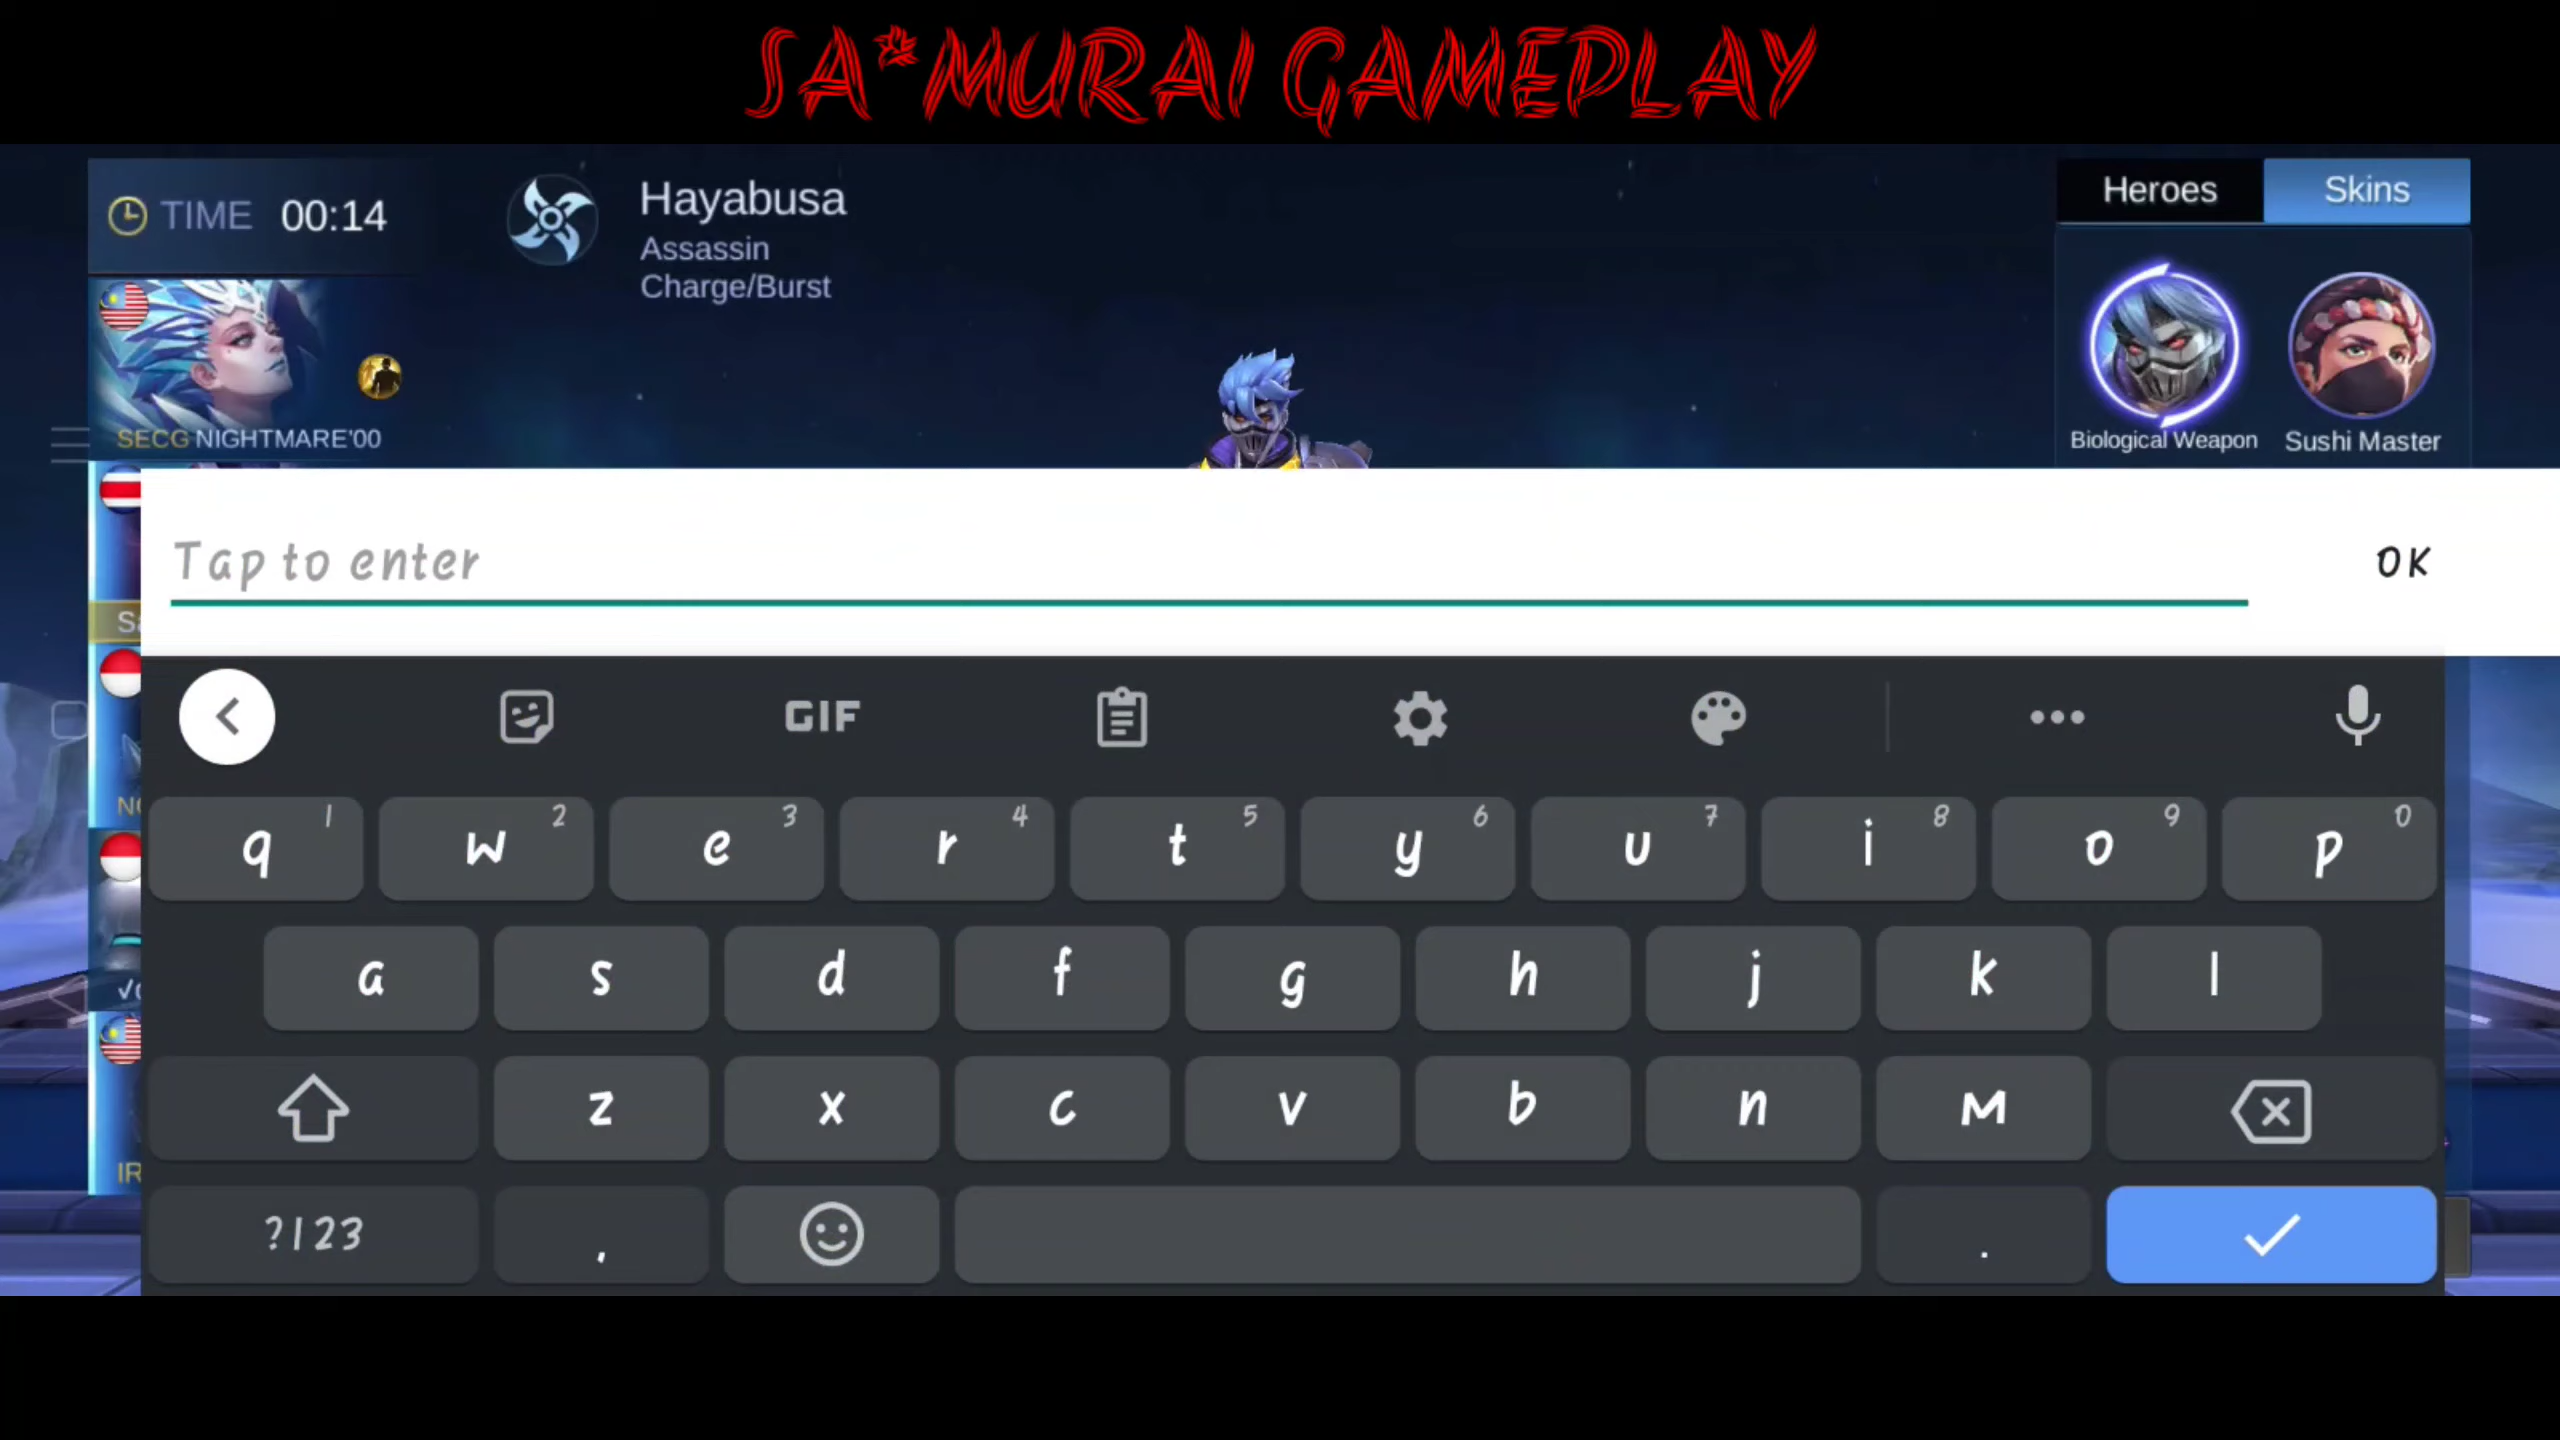 SA*MURAI GAMEPLAY
TIME 00:14
Hayabusa
Assassin
Charge/Burst
Heroes Skins
SECG NIGHTMARE'00
Biological Weapon Sushi Master
Tap to enter OK
GIF
q 1 w 2 e 3 r 4 t 5 y 6 u 7 i 8 o 9 p 0
a s d f g h j k l
z x c v b n m
?123 , .